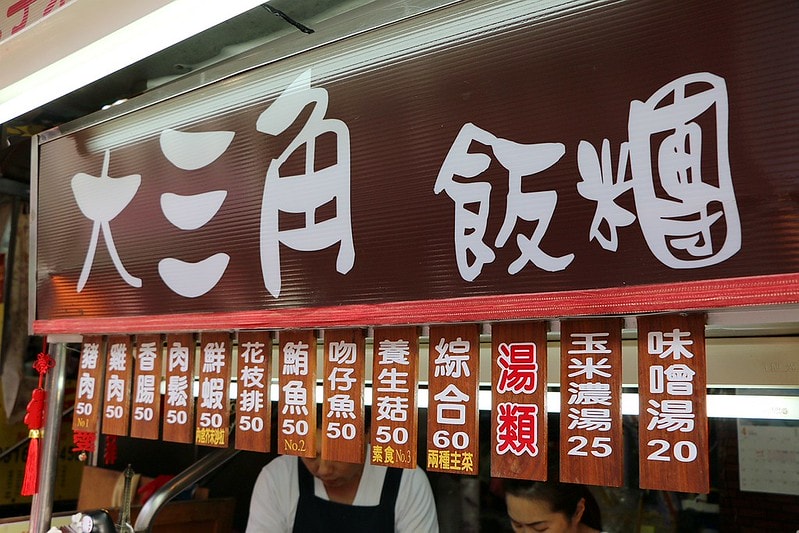 大三角 飯糰
豬肉
50
No1
雞肉
50
香腸
50
肉鬆
50
鮮蝦
50
花枝排
50
鮪魚
50
No.2
吻仔魚
50
養生菇
50
素食No.3
綜合
60
兩種主菜
湯類
玉米濃湯
25
味噌湯
20